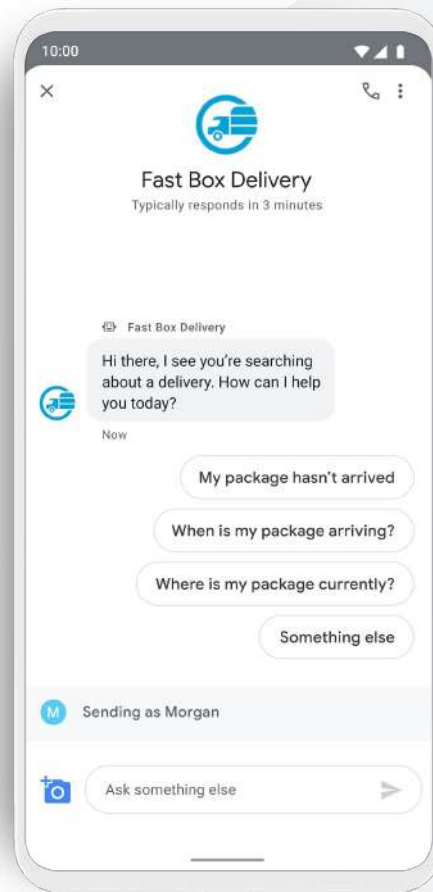 10:00
Fast Box Delivery
Typically responds in 3 minutes
Fast Box Delivery
Hi there, I see you’re searching
about a delivery. How can I help
you today?
Now
My package hasn’t arrived
When is my package arriving?
Where is my package currently?
Something else
M Sending as Morgan
Ask something else